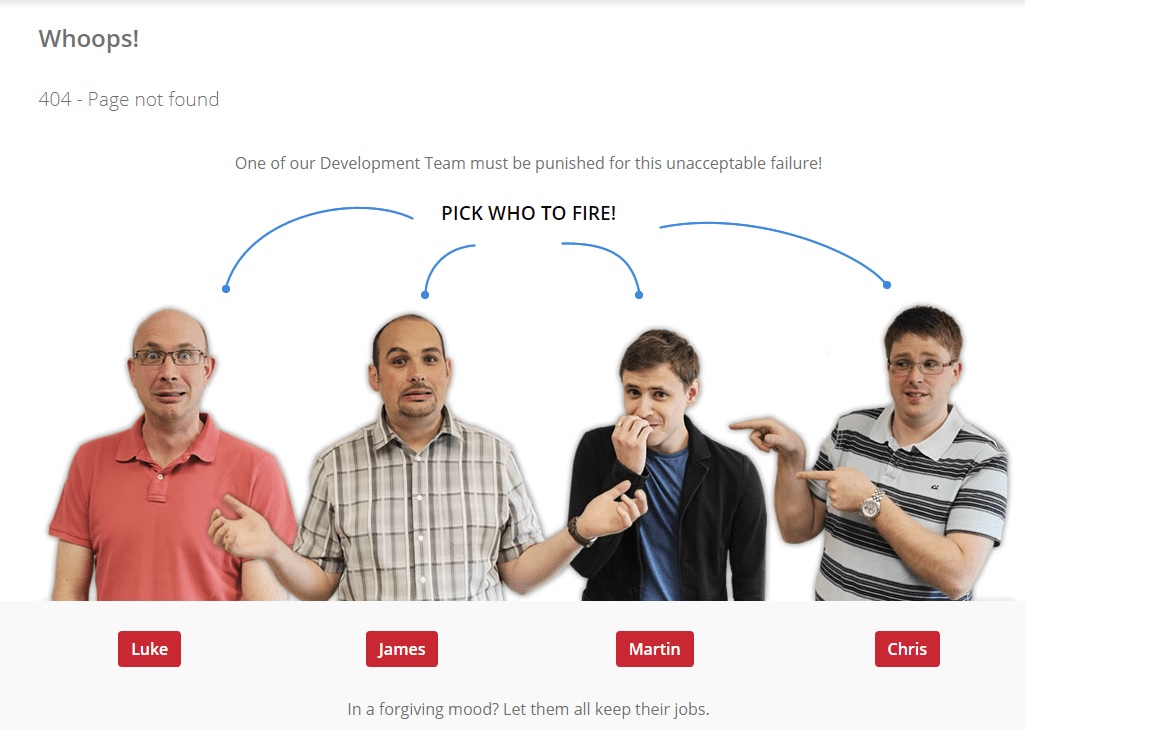 Whoops!
404 - Page not found
One of our Development Team must be punished for this unacceptable failure!
PICK WHO TO FIRE!
Luke
James
Martin
Chris
In a forgiving mood? Let them all keep their jobs.